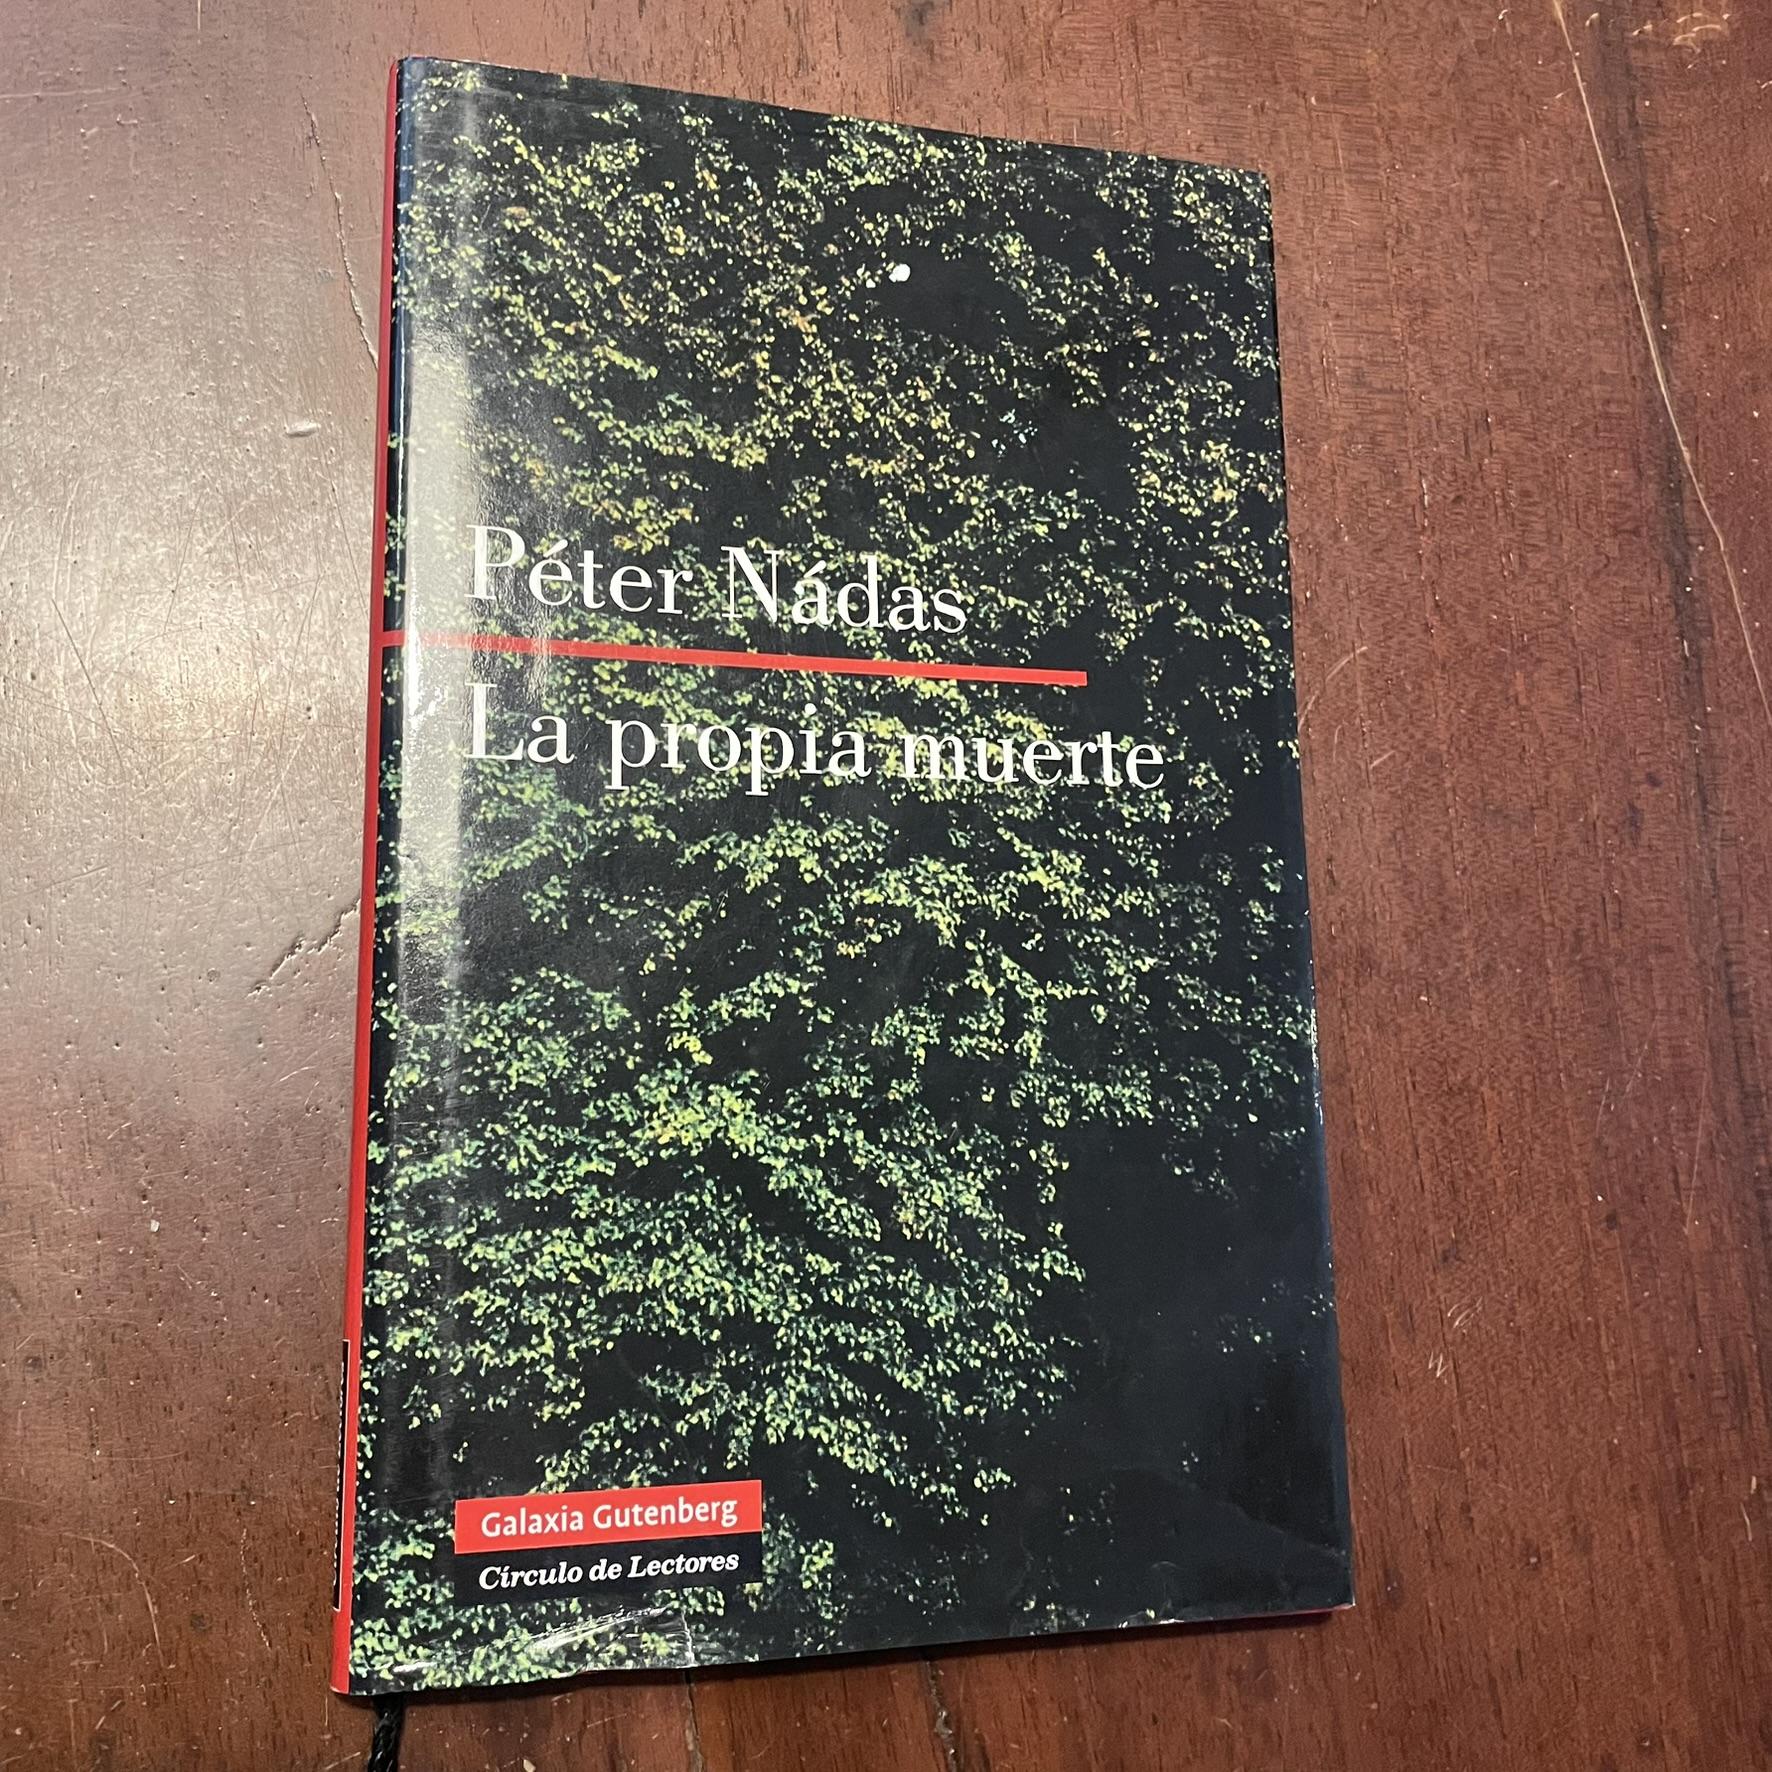 Péter Nádas
La propia muerte
Galaxia Gutenberg
Círculo de Lectores